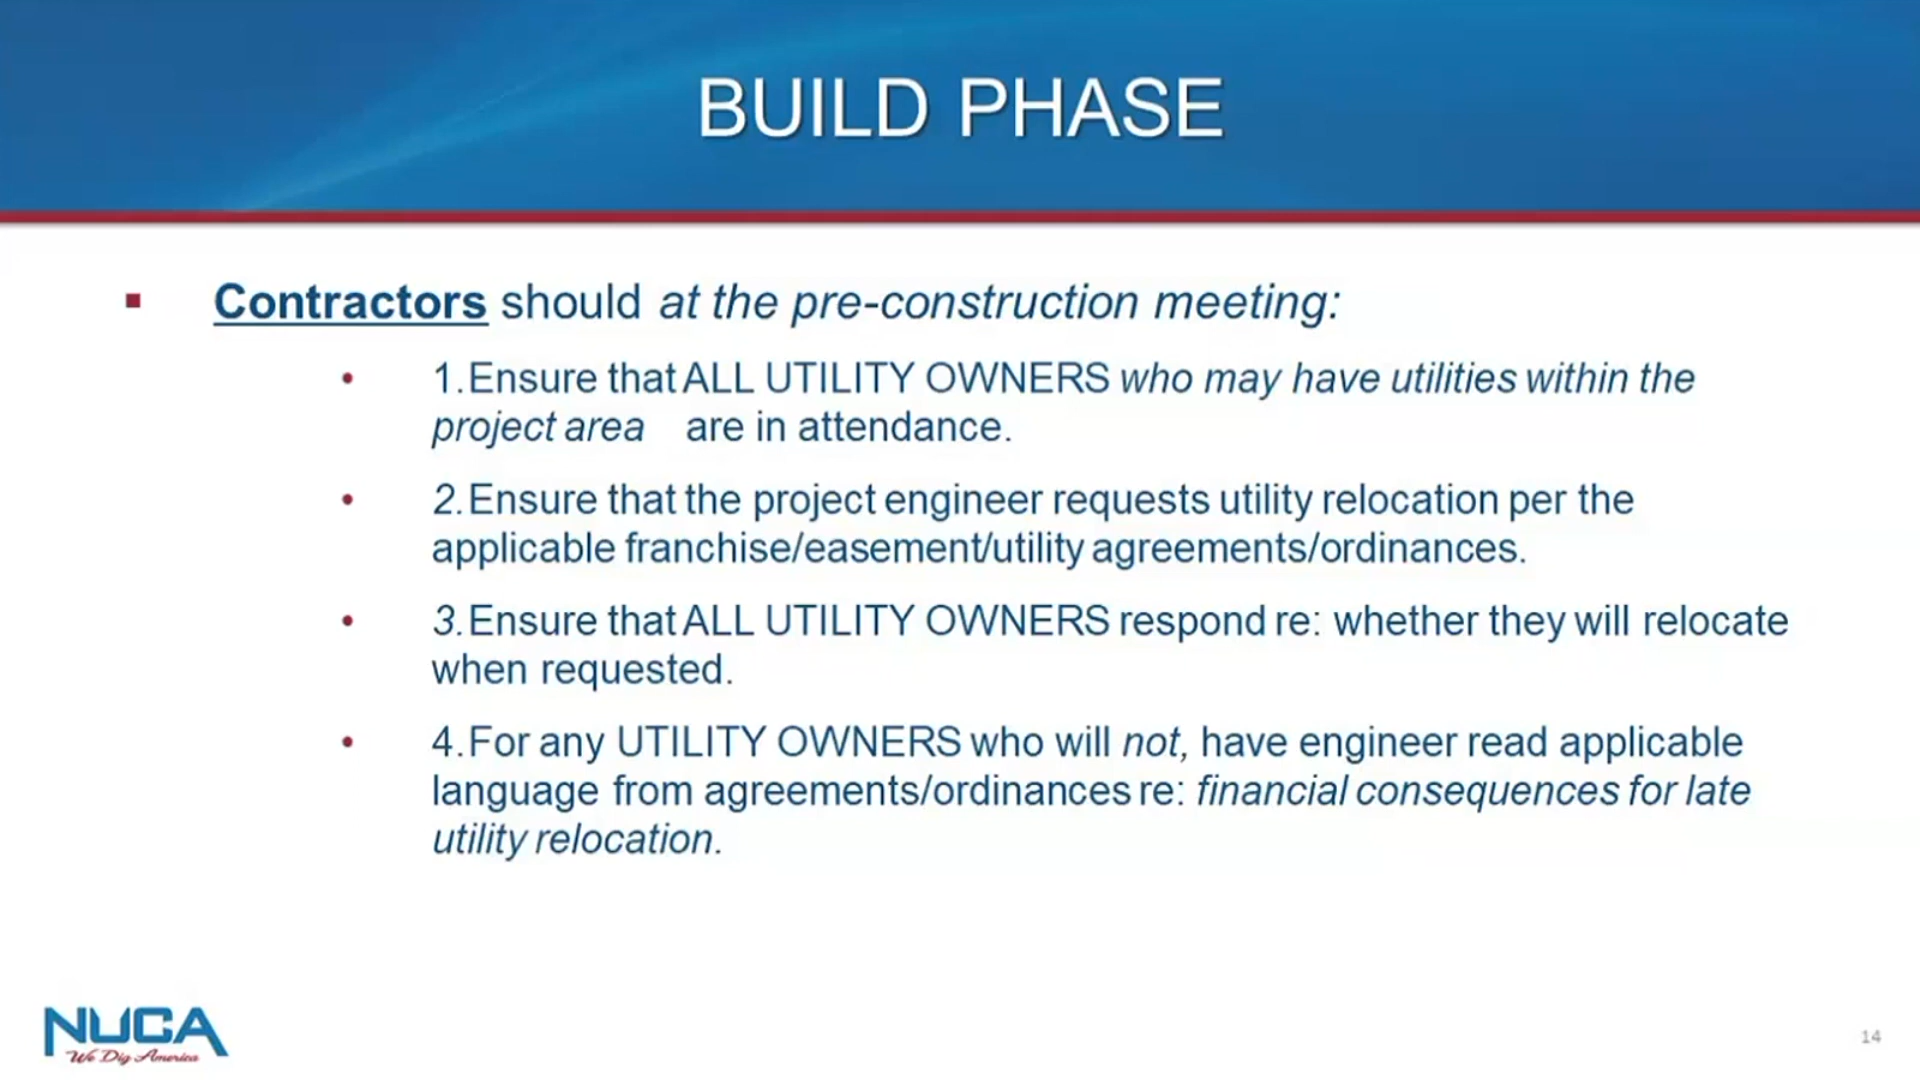 BUILD PHASE
▪ Contractors should at the pre-construction meeting:
• 1.Ensure that ALL UTILITY OWNERS who may have utilities within the
project area are in attendance.
• 2.Ensure that the project engineer requests utility relocation per the
applicable franchise/easement/utility agreements/ordinances.
• 3.Ensure that ALL UTILITY OWNERS respond re: whether they will relocate
when requested.
• 4.For any UTILITY OWNERS who will not, have engineer read applicable
language from agreements/ordinances re: financial consequences for late
utility relocation.
NUCA
We Dig America
14